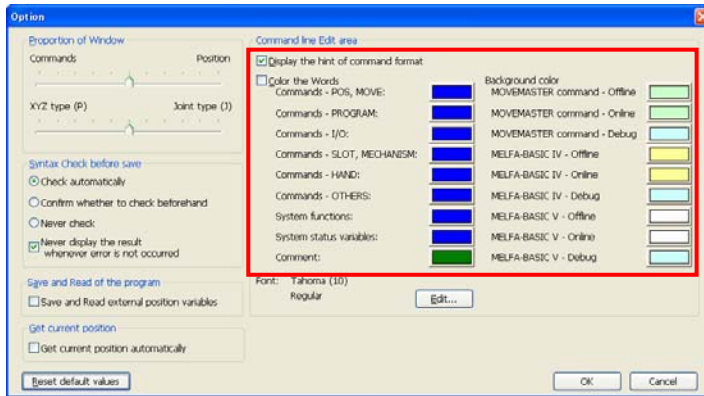 Option
Proportion of Window
Commands Position
XYZ type (P) Joint type (J)
Syntax Check before save
Check automatically
Confirm whether to check beforehand
Never check
Never display the result
whenever error is not occurred
Save and Read of the program
Save and Read external position variables
Get current position
Get current position automatically
Reset default values
Command line Edit area
Display the hint of command format
Color the Words
Background color
Commands - POS, MOVE: MOVEMASTER command - Offline
Commands - PROGRAM: MOVEMASTER command - Online
Commands - I/O: MOVEMASTER command - Debug
Commands - SLOT, MECHANISM: MELFA-BASIC IV - Offline
Commands - HAND: MELFA-BASIC IV - Online
Commands - OTHERS: MELFA-BASIC IV - Debug
System functions: MELFA-BASIC V - Offline
System status variables: MELFA-BASIC V - Online
Comment: MELFA-BASIC V - Debug
Font: Tahoma (10)
Regular
Edit...
OK Cancel